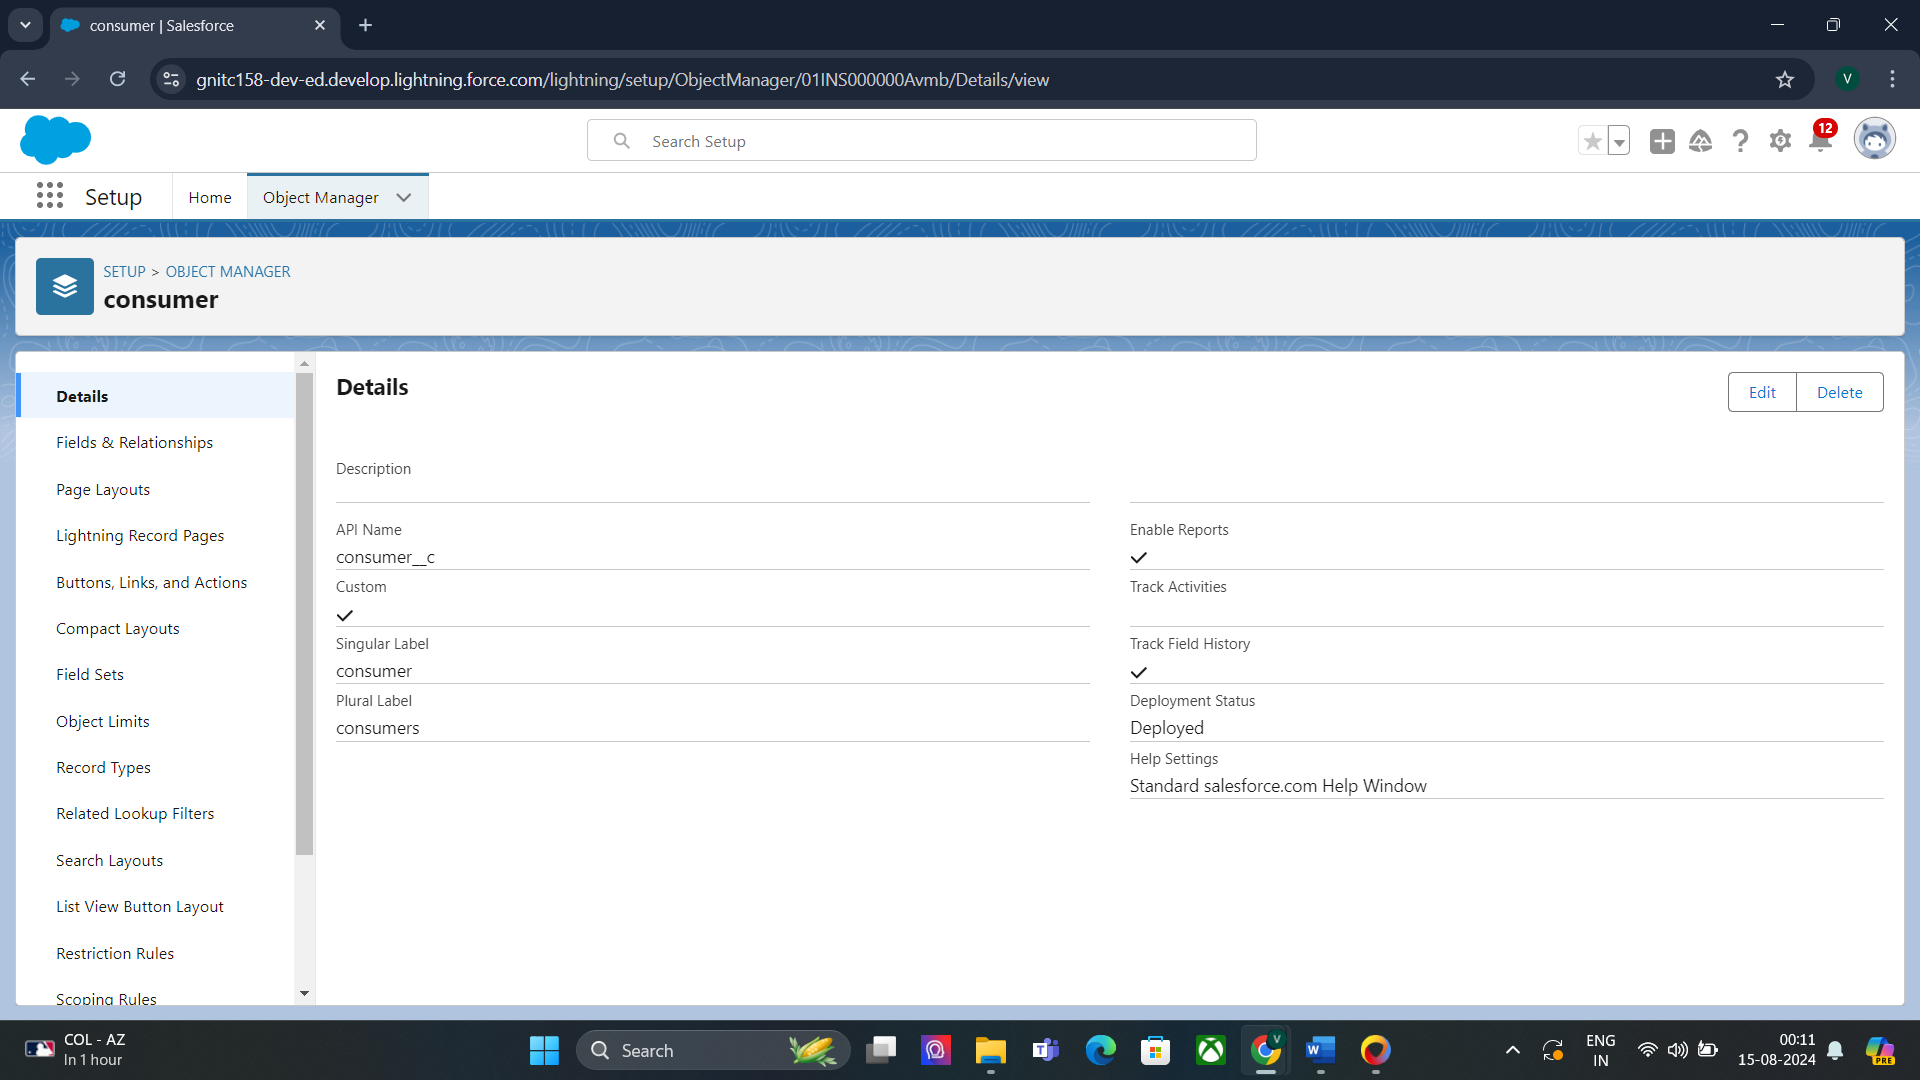 consumer | Salesforce
gnitc158-dev-ed.develop.lightning.force.com/lightning/setup/ObjectManager/01INS000000Avmb/Details/view
V
Search Setup
12
Setup
Home
Object Manager
SETUP > OBJECT MANAGER
consumer
Details
Fields & Relationships
Page Layouts
Lightning Record Pages
Buttons, Links, and Actions
Compact Layouts
Field Sets
Object Limits
Record Types
Related Lookup Filters
Search Layouts
List View Button Layout
Restriction Rules
Scoping Rules
Details
Edit
Delete
Description
API Name
consumer__c
Custom
Singular Label
consumer
Plural Label
consumers
Enable Reports
Track Activities
Track Field History
Deployment Status
Deployed
Help Settings
Standard salesforce.com Help Window
COL - AZ
In 1 hour
Search
V
ENG
IN
00:11
15-08-2024
PRE